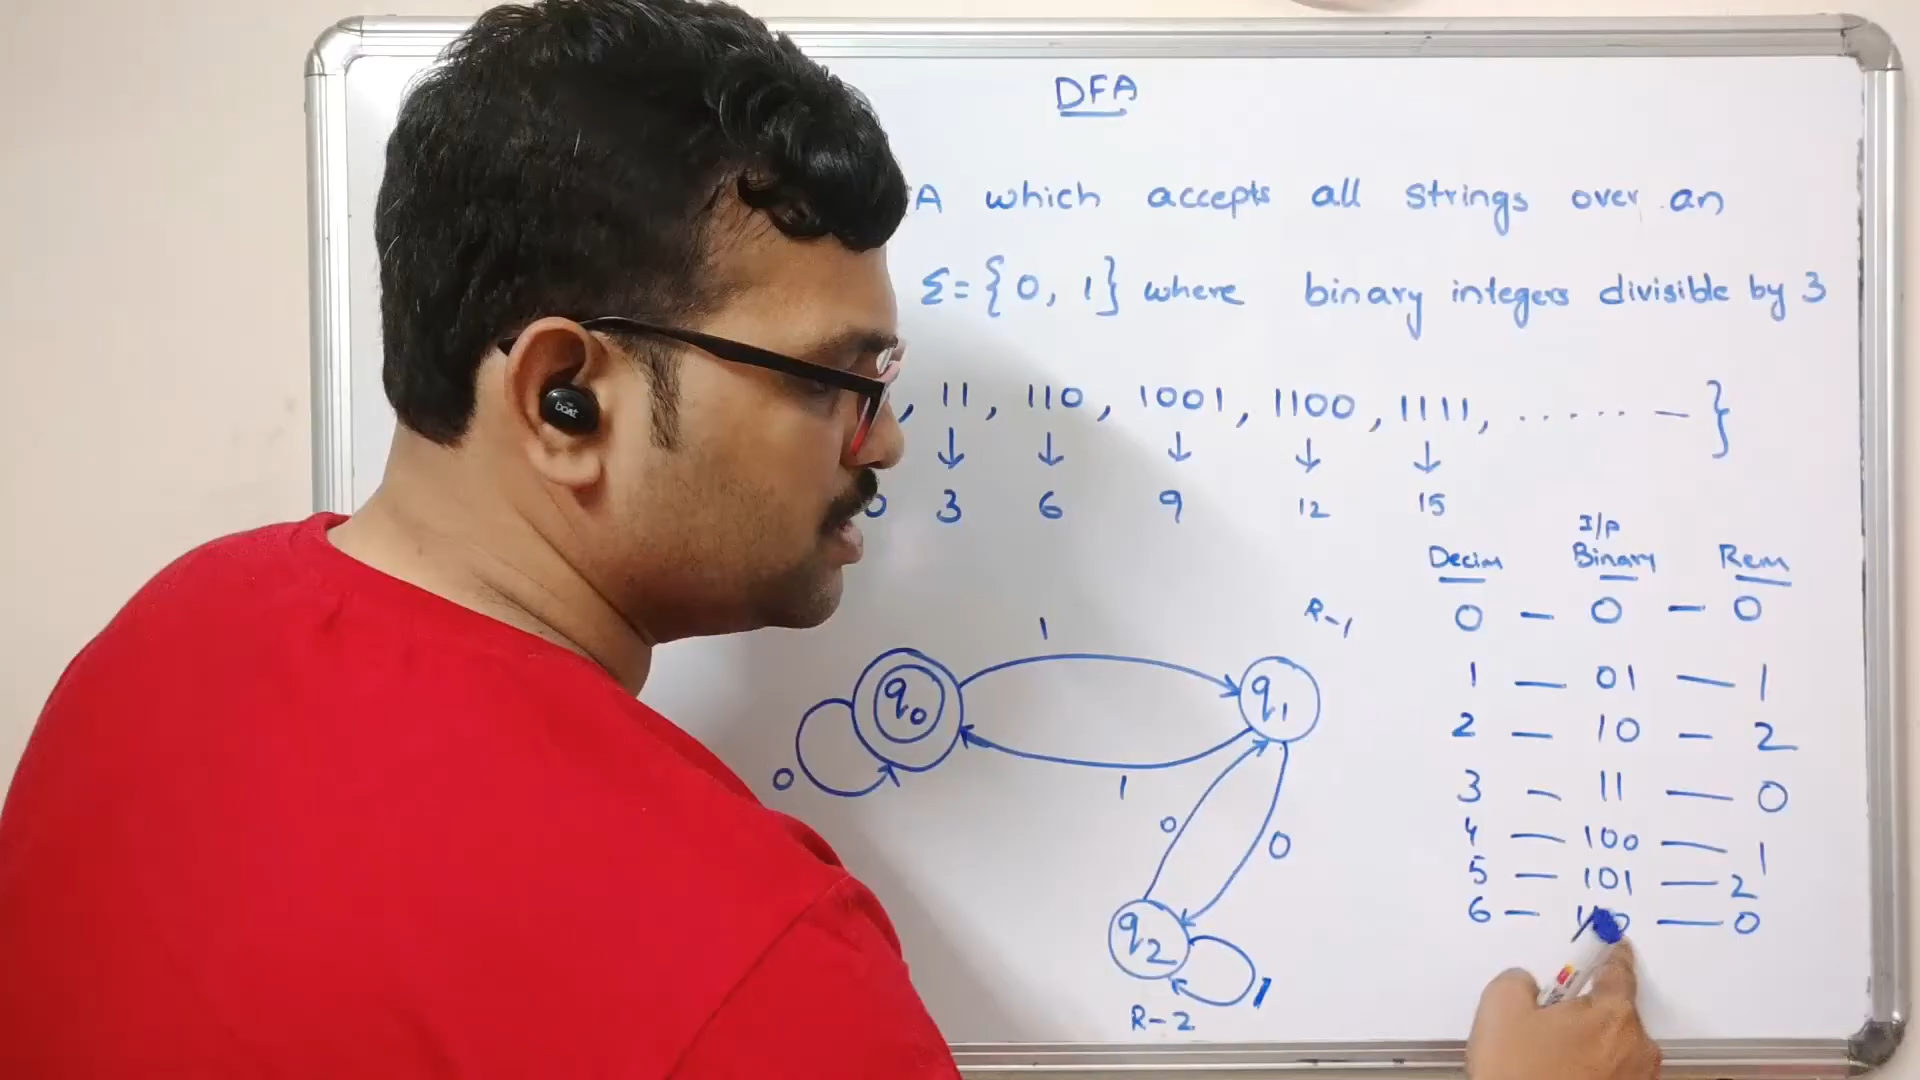 DFA
A which accepts all strings over an
Σ={0, 1} where binary integers divisible by 3
, 11, 110, 1001, 1100, 1111, ...... — }
↓ ↓ ↓ ↓ ↓
0 3 6 9 12 15
I/P
Decim Binary Rem
0 — 0 — 0
1 — 01 — 1
2 — 10 — 2
3 — 11 — 0
4 — 100 — 1
5 — 101 — 2
6 — 110 — 0
1
R-1
q0
q1
0
1
0
0
q2
1
R-2
boAt